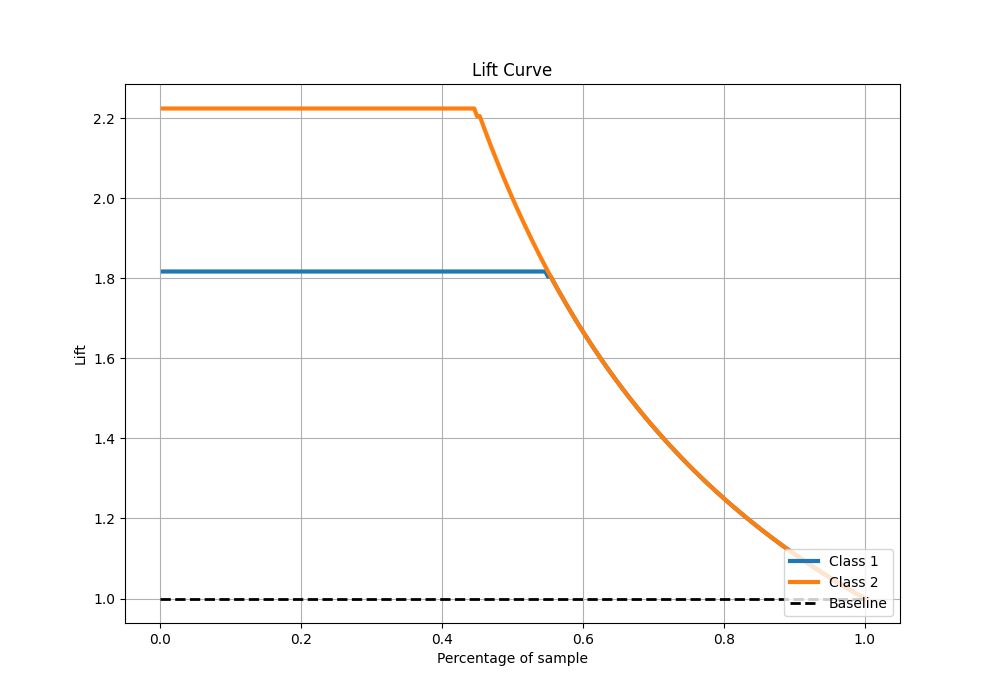 Lift Curve
Lift
2.2
2.0
1.8
1.6
1.4
1.2
1.0
0.0 0.2 0.4 0.6 0.8 1.0
Percentage of sample
Class 1
Class 2
Baseline